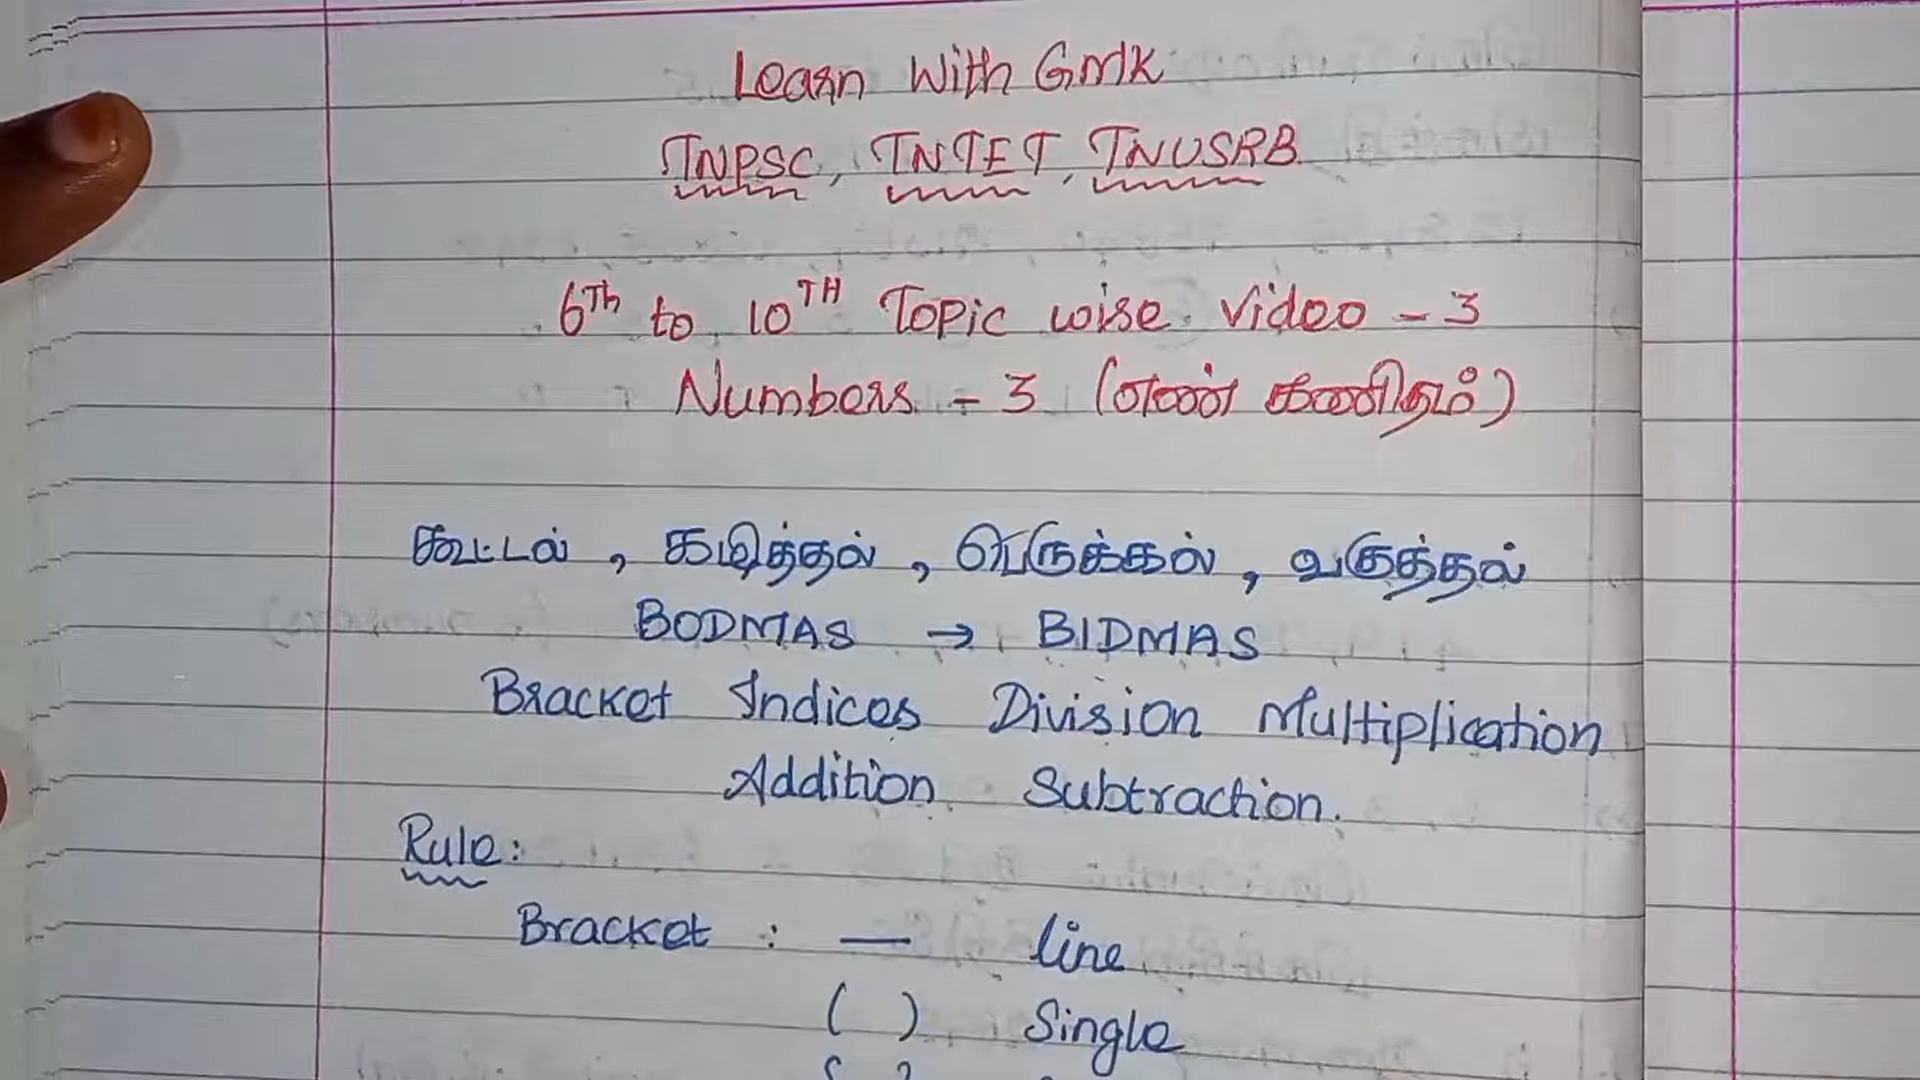 Learn With GMK
TNPSC, TNTET, TNUSRB
6Th to 10TH Topic wise Video - 3
Numbers - 3 (எண் கணிதம்)
கூட்டல் , கழித்தல் , பெருக்கல் , வகுத்தல்
BODMAS → BIDMAS
Bracket Indices Division Multiplication
Addition Subtraction.
Rule:
Bracket : — line
( ) Single